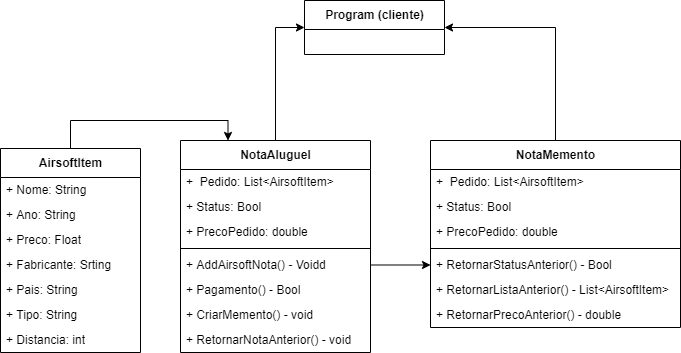 Program (cliente)
AirsoftItem
+ Nome: String
+ Ano: String
+ Preco: Float
+ Fabricante: Srting
+ Pais: String
+ Tipo: String
+ Distancia: int
NotaAluguel
+ Pedido: List<AirsoftItem>
+ Status: Bool
+ PrecoPedido: double
+ AddAirsoftNota() - Voidd
+ Pagamento() - Bool
+ CriarMemento() - void
+ RetornarNotaAnterior() - void
NotaMemento
+ Pedido: List<AirsoftItem>
+ Status: Bool
+ PrecoPedido: double
+ RetornarStatusAnterior() - Bool
+ RetornarListaAnterior() - List<AirsoftItem>
+ RetornarPrecoAnterior() - double